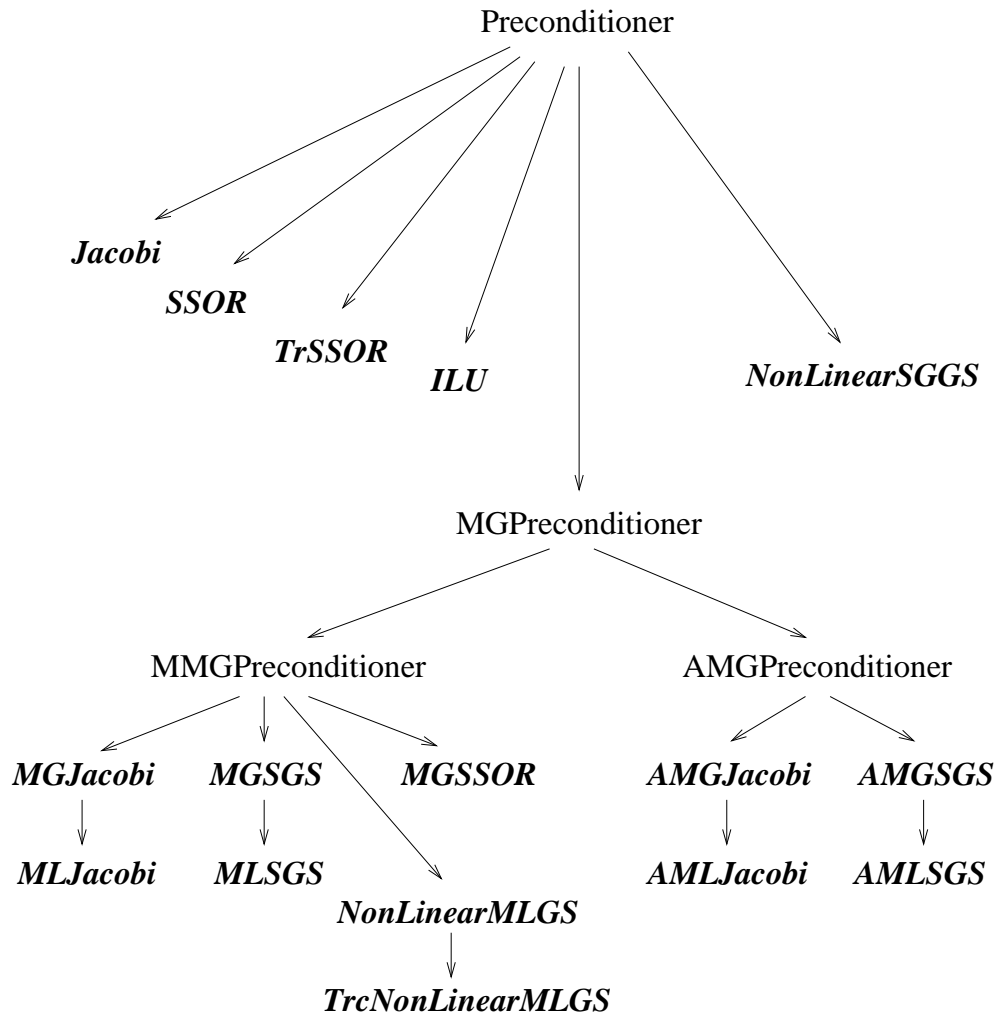 Preconditioner
Jacobi
SSOR
TrSSOR
ILU
NonLinearSGGS
MGPreconditioner
MMGPreconditioner
AMGPreconditioner
MGJacobi
MGSGS
MGSSOR
AMGJacobi
AMGSGS
MLJacobi
MLSGS
AMLJacobi
AMLSGS
NonLinearMLGS
TrcNonLinearMLGS